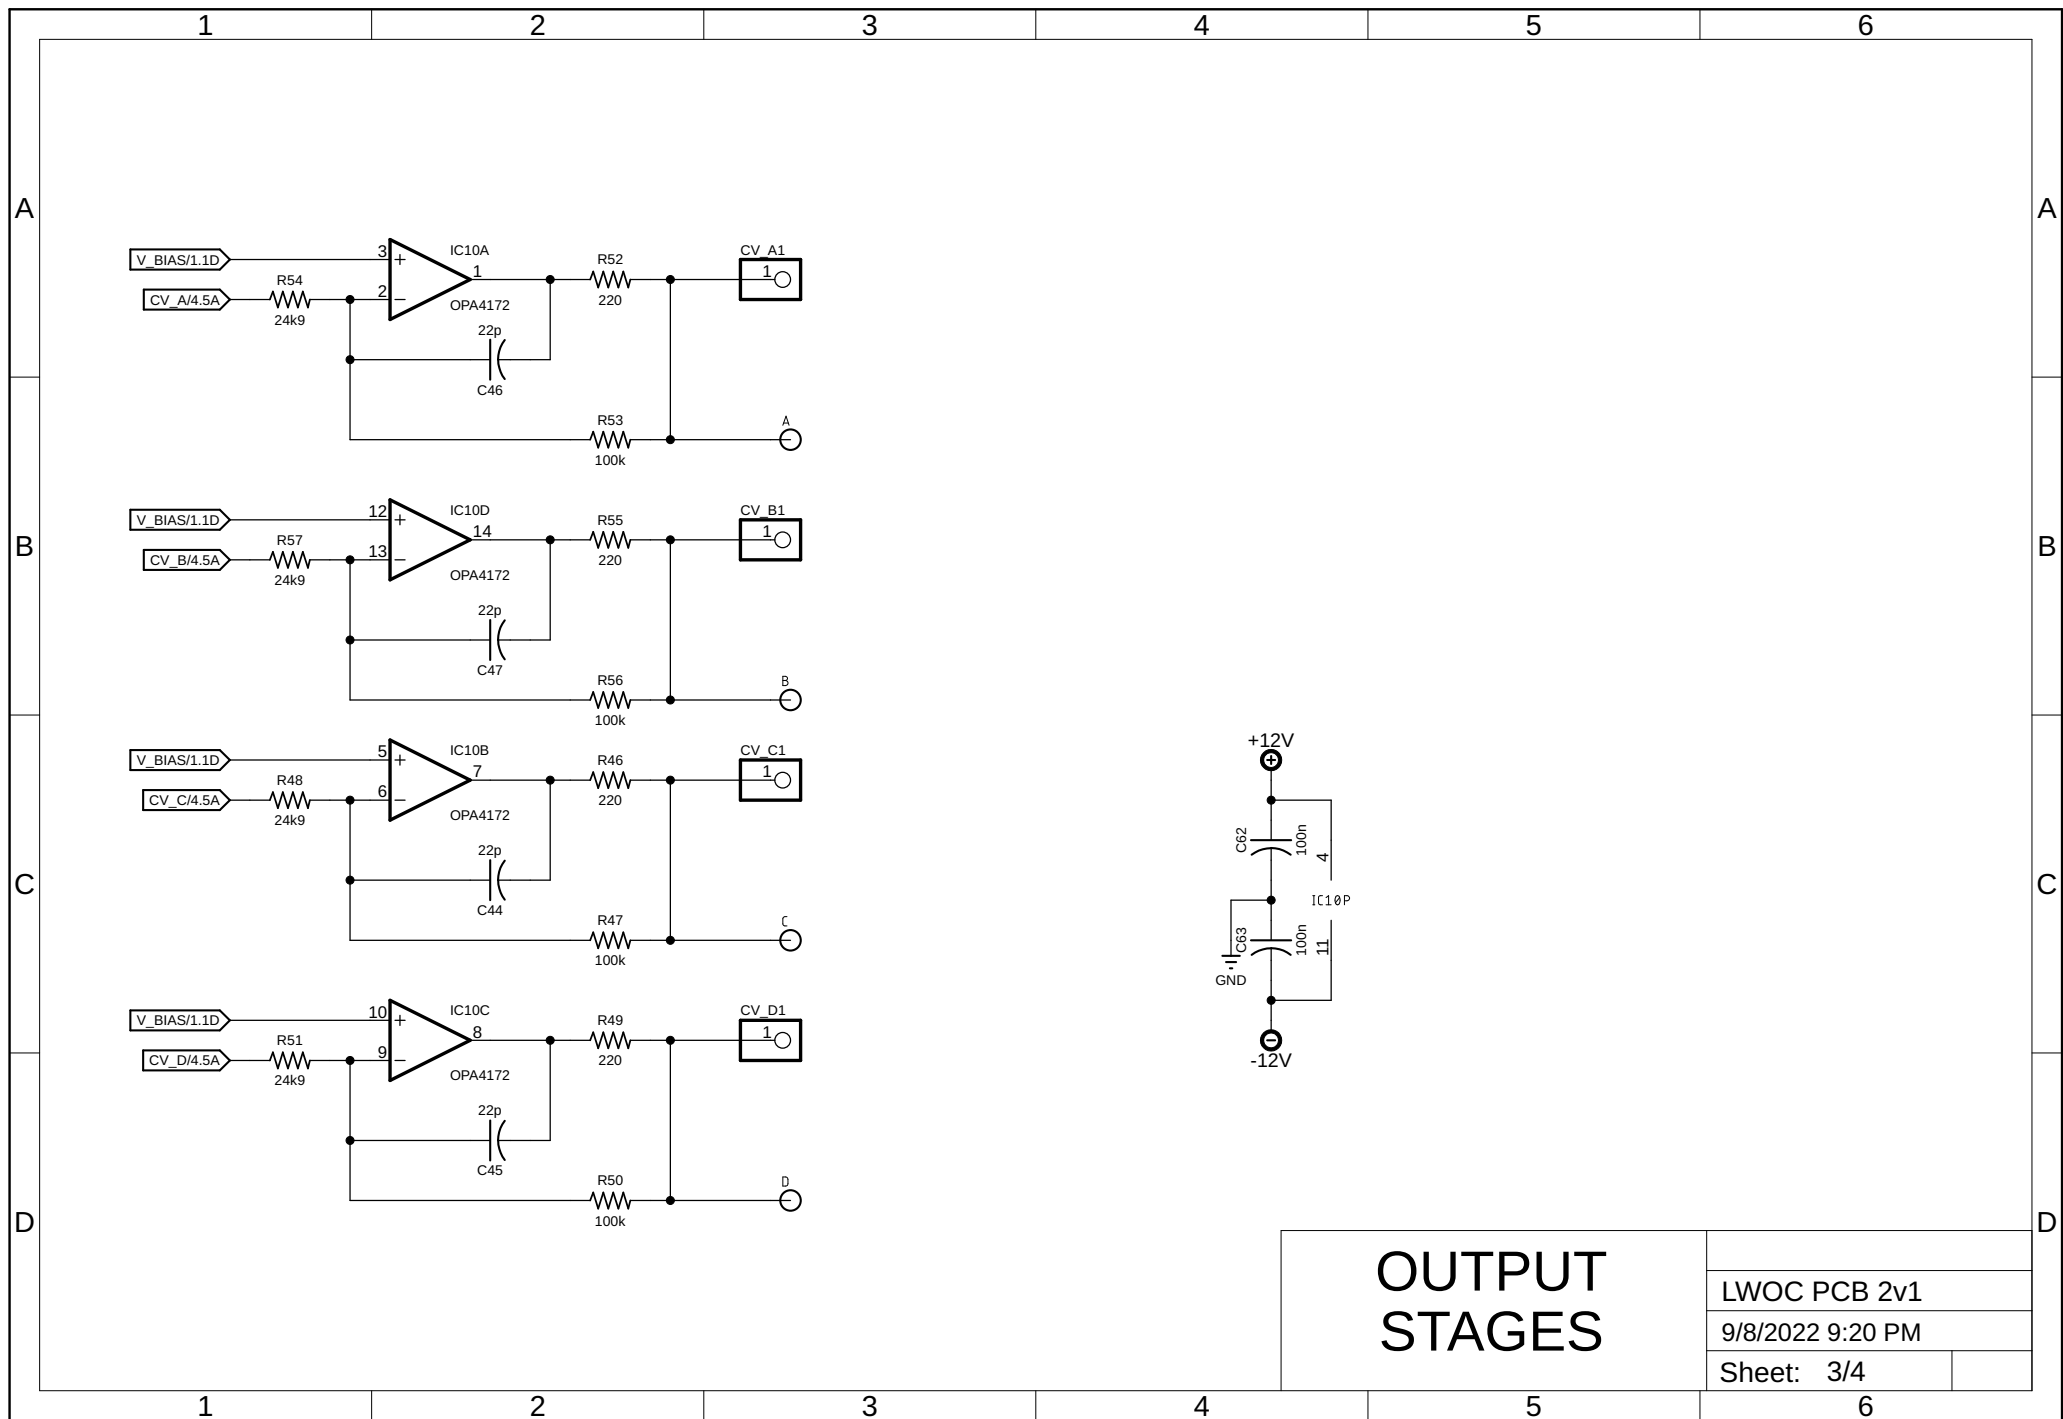 1 2 3 4 5 6
A A
V_BIAS/1.1D
CV_A/4.5A
R54
24k9
3
2
1
IC10A
OPA4172
22p
C46
R52
220
R53
100k
CV_A1
1
A
B B
V_BIAS/1.1D
CV_B/4.5A
R57
24k9
12
13
14
IC10D
OPA4172
22p
C47
R55
220
R56
100k
CV_B1
1
B
C C
V_BIAS/1.1D
CV_C/4.5A
R48
24k9
5
6
7
IC10B
OPA4172
22p
C44
R46
220
R47
100k
CV_C1
1
C
V_BIAS/1.1D
CV_D/4.5A
R51
24k9
10
9
8
IC10C
OPA4172
22p
C45
R49
220
R50
100k
CV_D1
1
D
+12V
C62
100n
4
IC10P
C63
100n
11
GND
-12V
D D
OUTPUT
STAGES
LWOC PCB 2v1
9/8/2022 9:20 PM
Sheet: 3/4
1 2 3 4 5 6